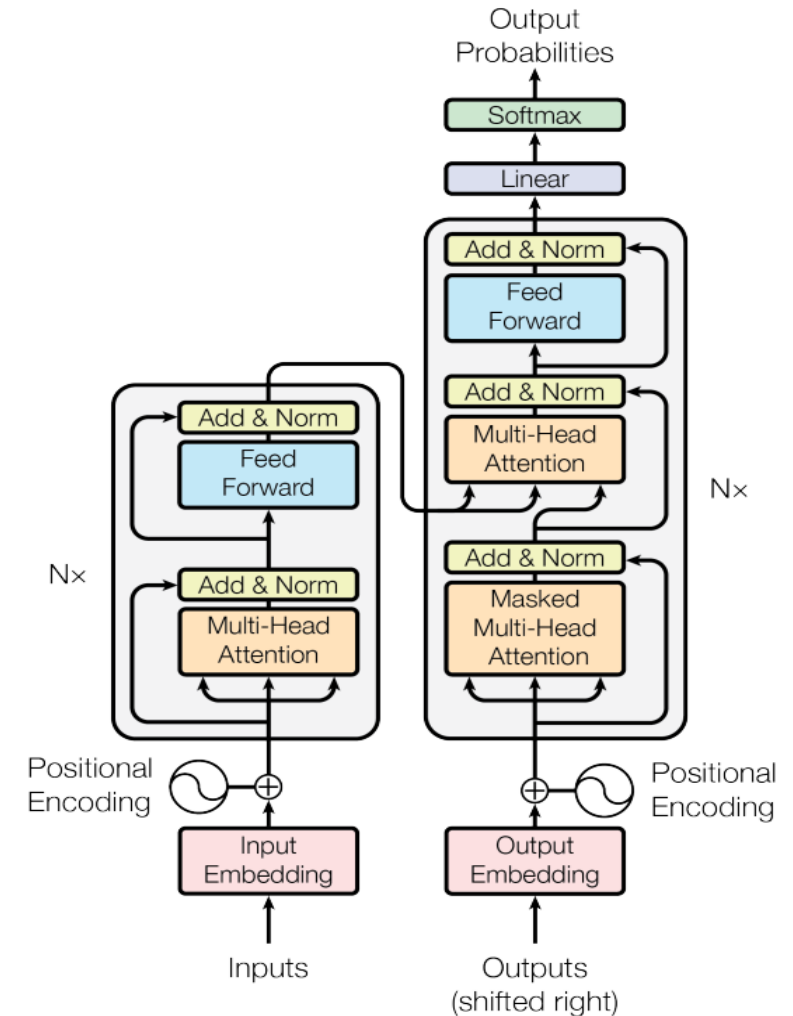 Output
Probabilities
Softmax
Linear
Add & Norm
Feed
Forward
Add & Norm
Multi-Head
Attention
Add & Norm
Masked
Multi-Head
Attention
N×
Add & Norm
Feed
Forward
Add & Norm
Multi-Head
Attention
N×
Positional
Encoding
Positional
Encoding
Input
Embedding
Output
Embedding
Inputs
Outputs
(shifted right)